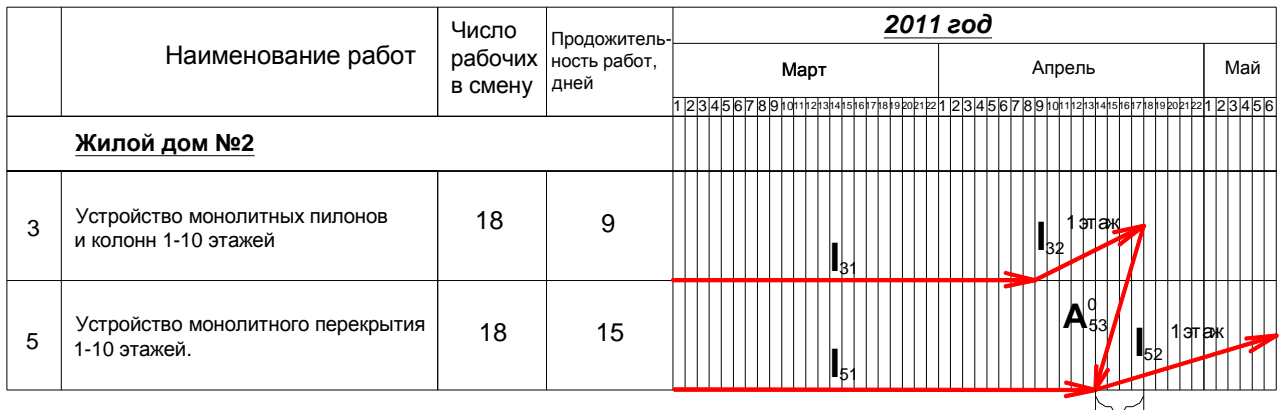 Наименование работ
Число
рабочих
в смену
Продожитель-
ность работ,
дней
2011 год
Март
Апрель
Май
1 2 3 4 5 6 7 8 9 10 11 12 13 14 15 16 17 18 19 20 21 22 1 2 3 4 5 6 7 8 9 10 11 12 13 14 15 16 17 18 19 20 21 22 1 2 3 4 5 6
Жилой дом №2
3
Устройство монолитных пилонов
и колонн 1-10 этажей
18
9
I31
I32
1 этаж
5
Устройство монолитного перекрытия
1-10 этажей.
18
15
I51
A⁰53
I52
1 этаж